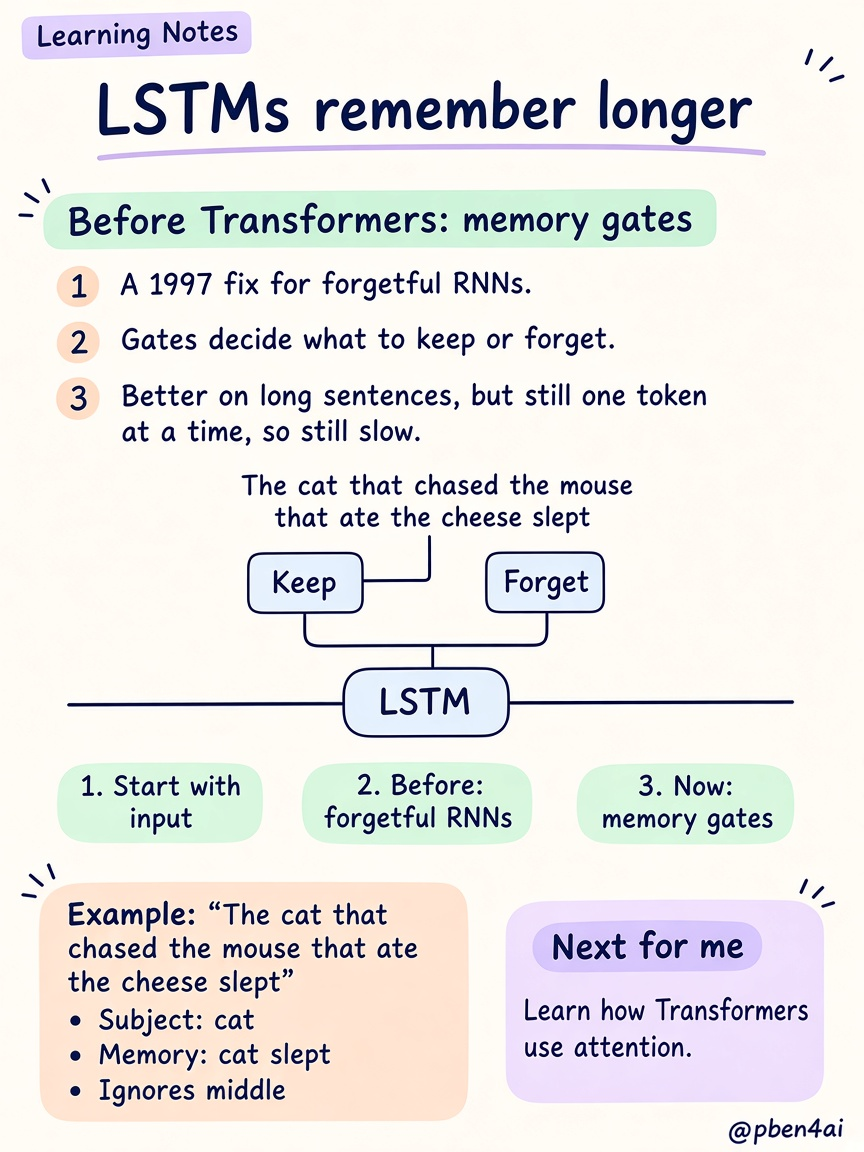 Learning Notes
LSTMs remember longer
Before Transformers: memory gates
1 A 1997 fix for forgetful RNNs.
2 Gates decide what to keep or forget.
3 Better on long sentences, but still one token
at a time, so still slow.
The cat that chased the mouse
that ate the cheese slept
Keep
Forget
LSTM
1. Start with
input
2. Before:
forgetful RNNs
3. Now:
memory gates
Example: “The cat that
chased the mouse that ate
the cheese slept”
• Subject: cat
• Memory: cat slept
• Ignores middle
Next for me
Learn how Transformers
use attention.
@pben4ai